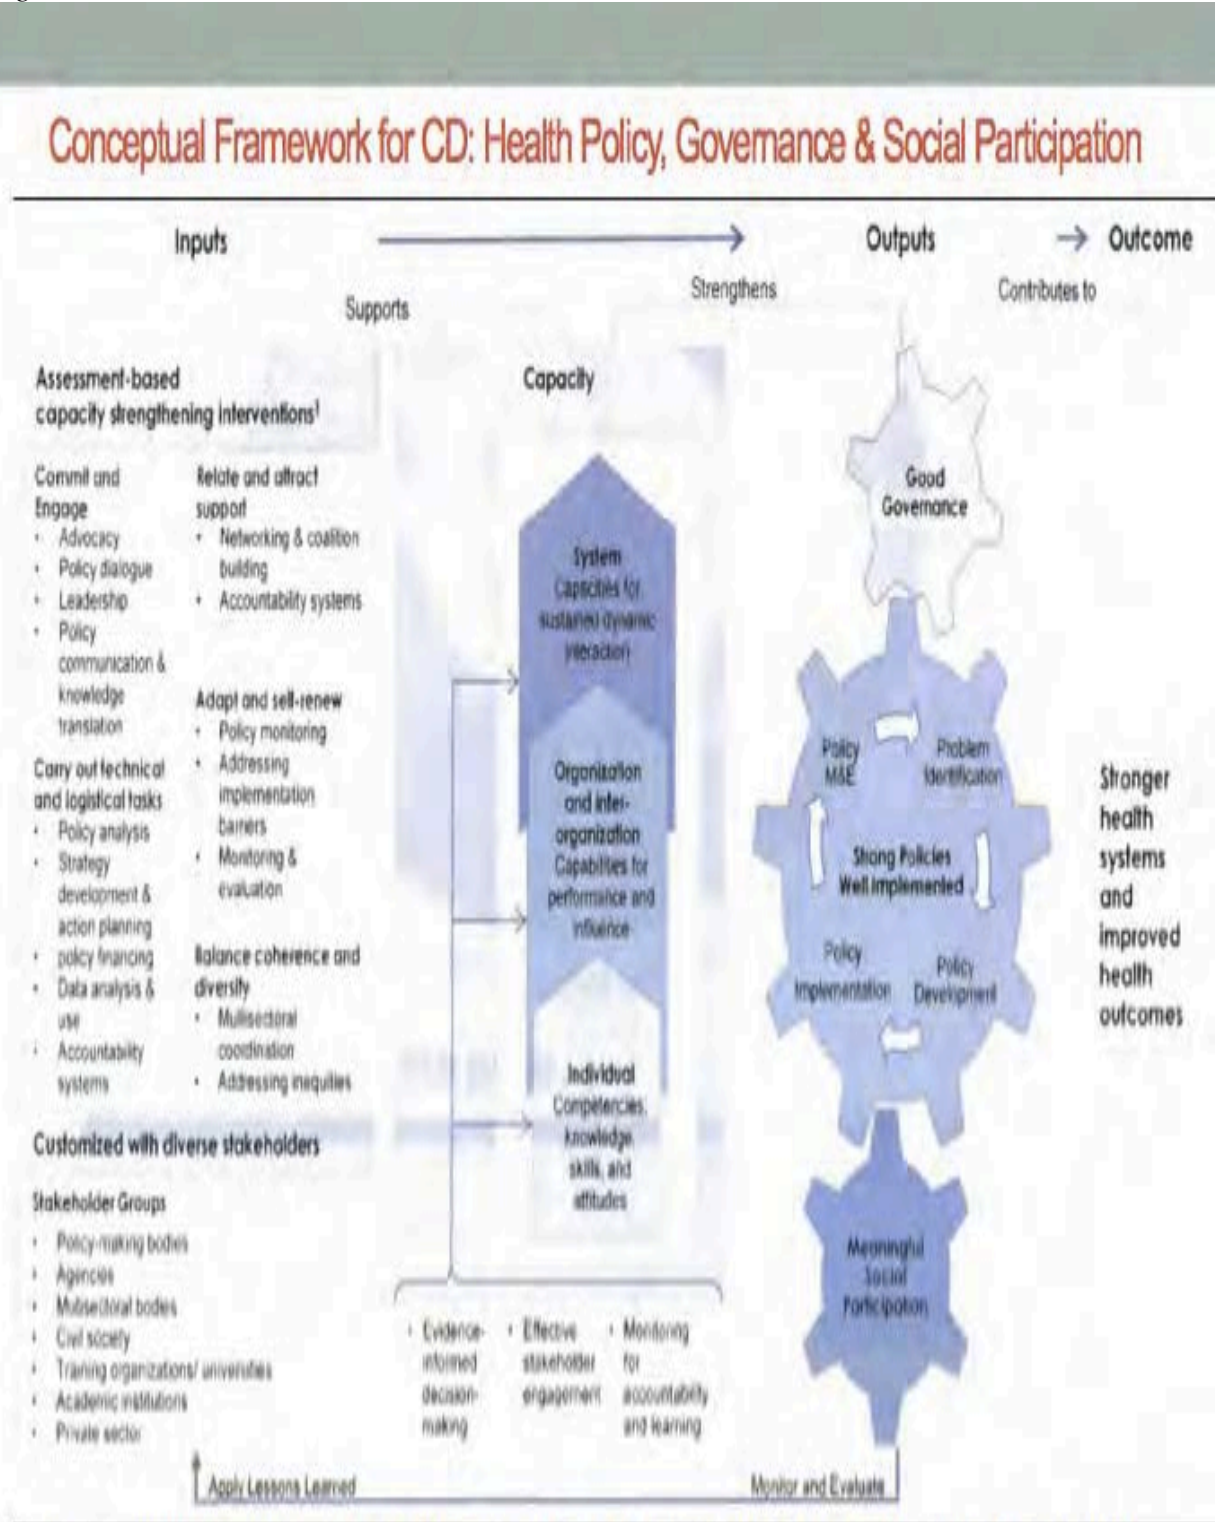 Conceptual Framework for CD: Health Policy, Governance & Social Participation
Inputs
Outputs
Outcome
Supports
Strengthens
Contributes to
Assessment-based
capacity strengthening interventions1
Commit and
Engage
• Advocacy
• Policy dialogue
• Leadership
• Policy
communication &
knowledge
translation
Carry out technical
and logistical tasks
• Policy analysis
• Strategy
development &
action planning
• policy financing
• Data analysis &
use
• Accountability
systems
Relate and attract
support
• Networking & coalition
building
• Accountability systems
Adapt and self-renew
• Policy monitoring
• Addressing
implementation
barriers
• Monitoring &
evaluation
Balance coherence and
diversity
• Multisectoral
coordination
• Addressing inequities
Customized with diverse stakeholders
Stakeholder Groups
• Policy-making bodies
• Agencies
• Multisectoral bodies
• Civil society
• Training organizations/ universities
• Academic institutions
• Private sector
Capacity
System
Capacities for
sustained dynamic
interaction
Organization
and inter-
organization
Capabilities for
performance and
influence
Individual
Competencies,
knowledge,
skills, and
attitudes
• Evidence-
informed
decision-
making
• Effective
stakeholder
engagement
• Monitoring
for
accountability
and learning
Good
Governance
Policy
M&E
Problem
Identification
Strong Policies
Well Implemented
Policy
Implementation
Policy
Development
Meaningful
Social
Participation
Stronger
health
systems
and
improved
health
outcomes
Apply Lessons Learned
Monitor and Evaluate